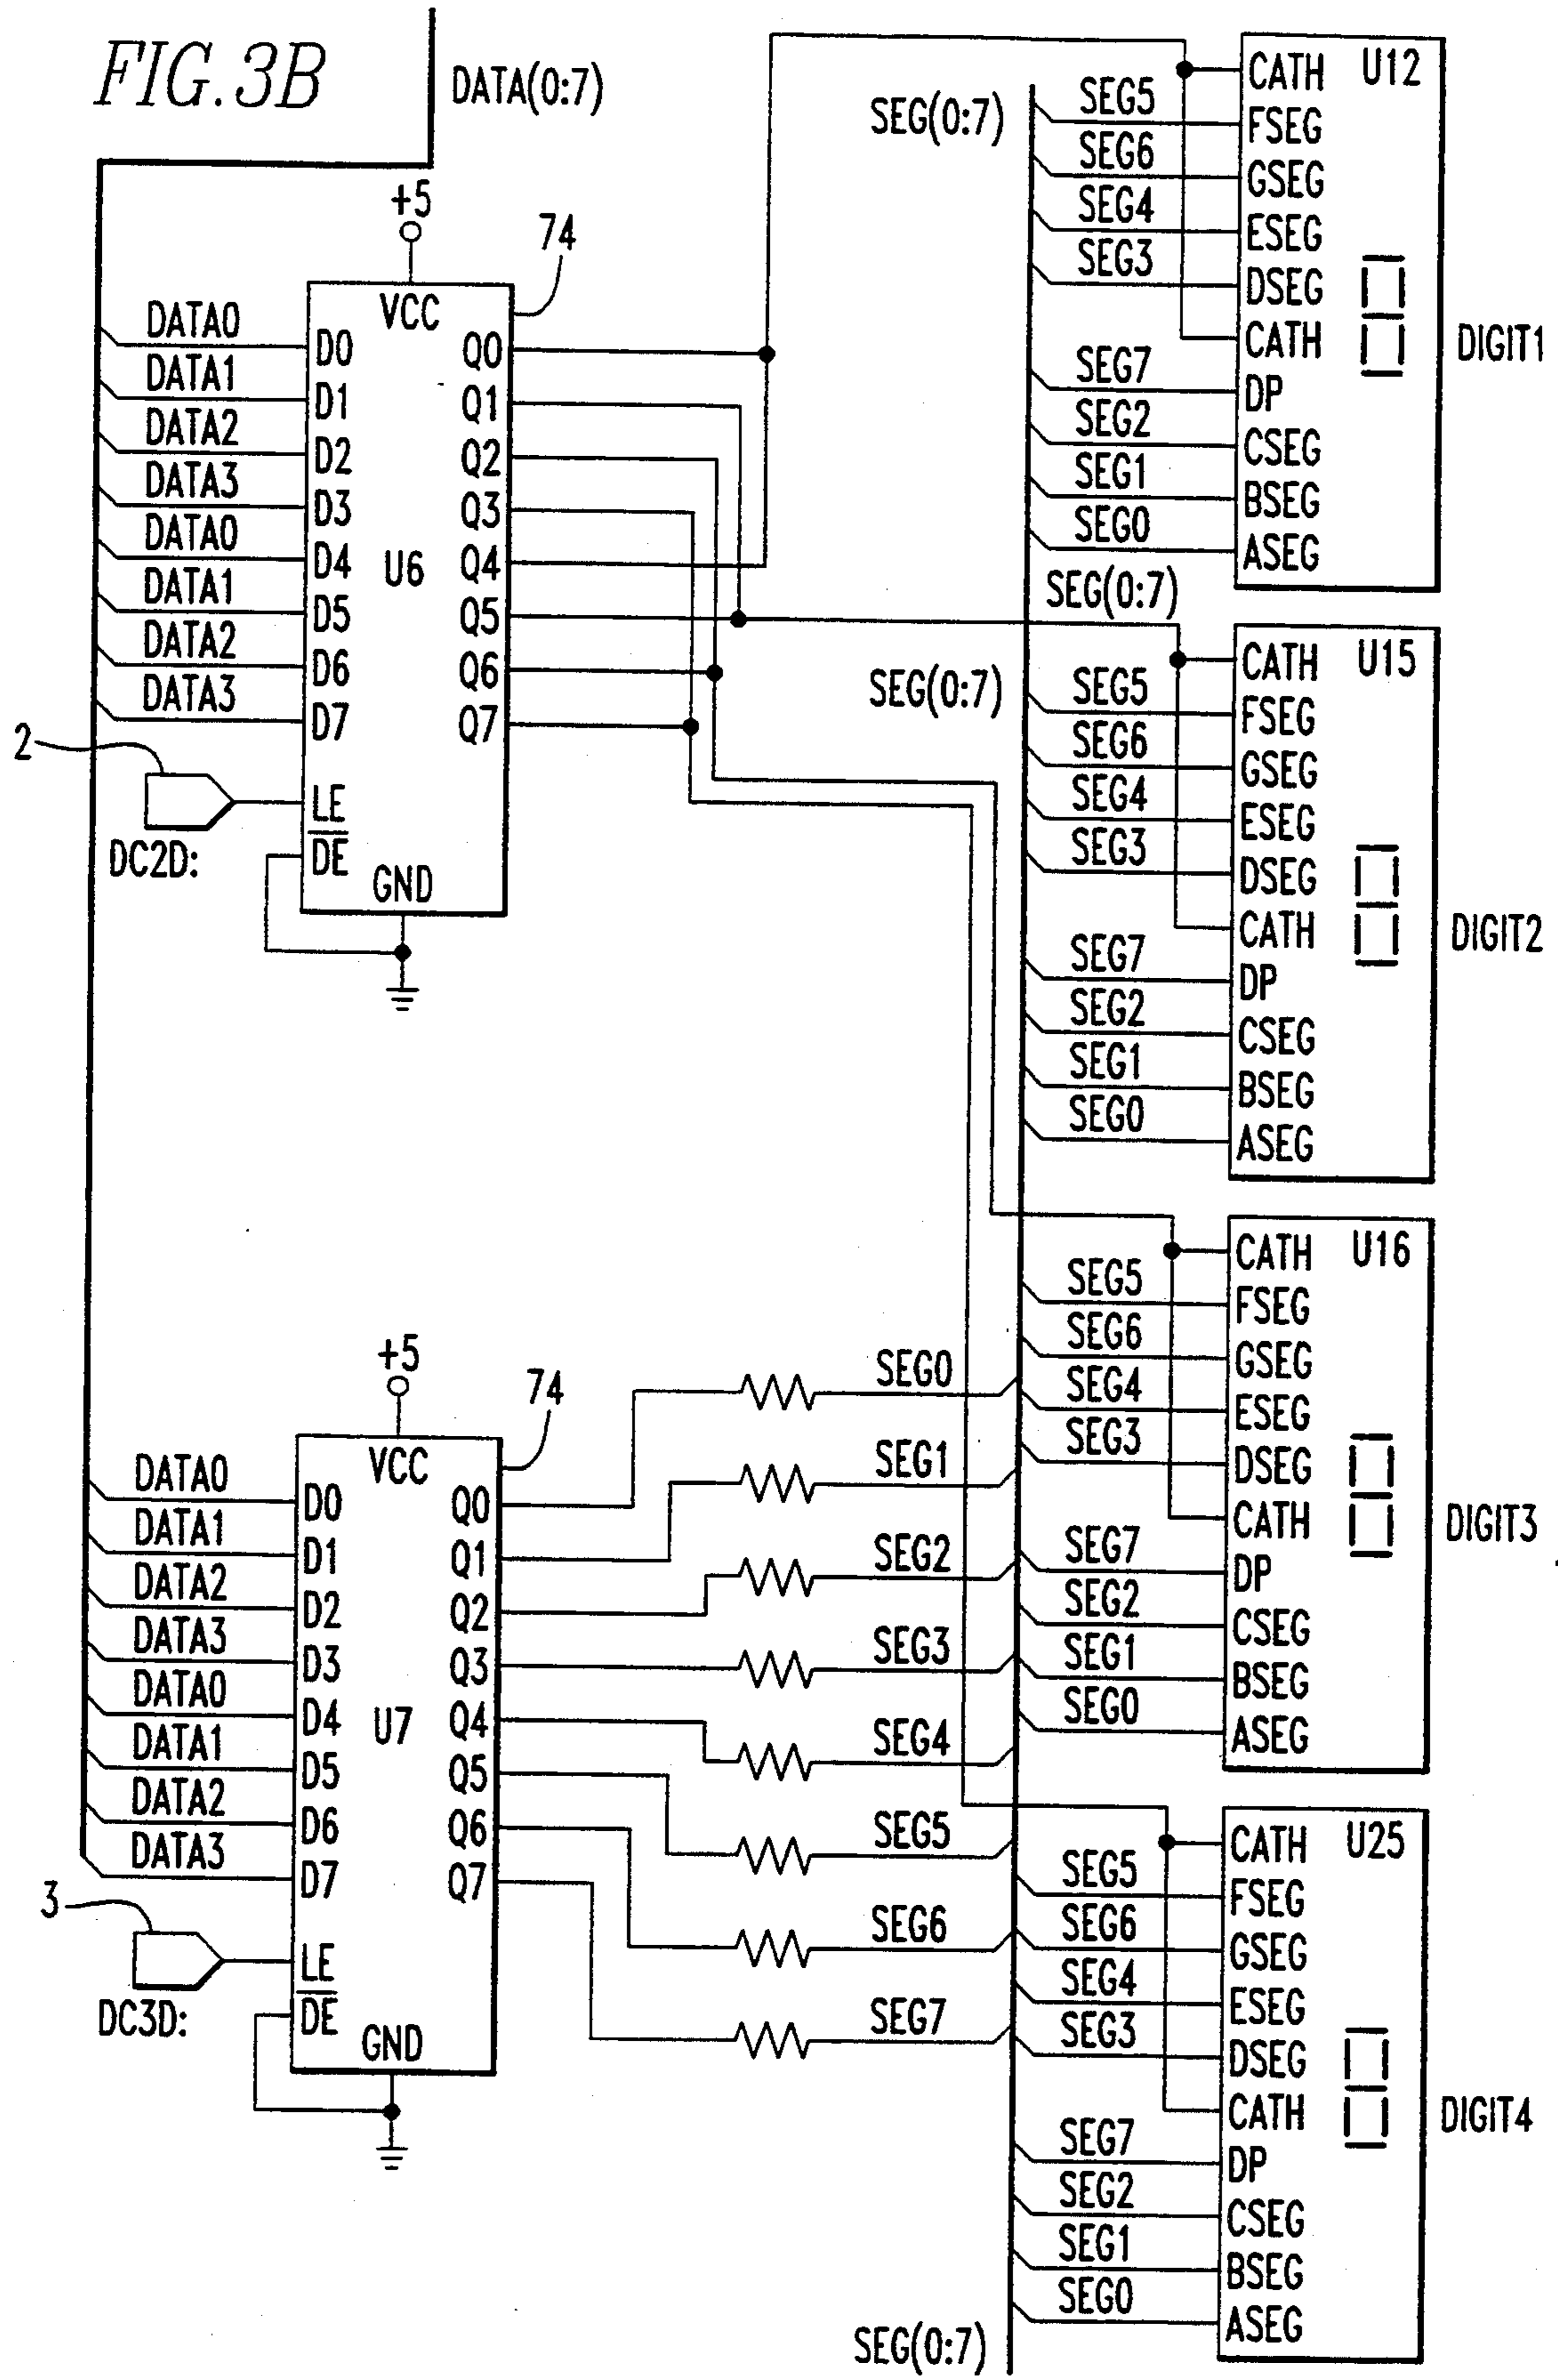 FIG.3B
DATA(0:7)
+5
74
VCC
DATA0
DATA1
DATA2
DATA3
DATA0
DATA1
DATA2
DATA3
D0
D1
D2
D3
D4
D5
D6
D7
U6
Q0
Q1
Q2
Q3
Q4
Q5
Q6
Q7
2
DC2D:
LE
DE
GND
+5
74
VCC
DATA0
DATA1
DATA2
DATA3
DATA0
DATA1
DATA2
DATA3
D0
D1
D2
D3
D4
D5
D6
D7
U7
Q0
Q1
Q2
Q3
Q4
Q5
Q6
Q7
3
DC3D:
LE
DE
GND
SEG0
SEG1
SEG2
SEG3
SEG4
SEG5
SEG6
SEG7
SEG(0:7)
SEG5
SEG6
SEG4
SEG3
SEG7
SEG2
SEG1
SEG0
U12
CATH
FSEG
GSEG
ESEG
DSEG
CATH
DP
CSEG
BSEG
ASEG
DIGIT1
SEG(0:7)
SEG(0:7)
SEG5
SEG6
SEG4
SEG3
SEG7
SEG2
SEG1
SEG0
U15
CATH
FSEG
GSEG
ESEG
DSEG
CATH
DP
CSEG
BSEG
ASEG
DIGIT2
SEG5
SEG6
SEG4
SEG3
SEG7
SEG2
SEG1
SEG0
U16
CATH
FSEG
GSEG
ESEG
DSEG
CATH
DP
CSEG
BSEG
ASEG
DIGIT3
SEG5
SEG6
SEG4
SEG3
SEG7
SEG2
SEG1
SEG0
U25
CATH
FSEG
GSEG
ESEG
DSEG
CATH
DP
CSEG
BSEG
ASEG
DIGIT4
SEG(0:7)